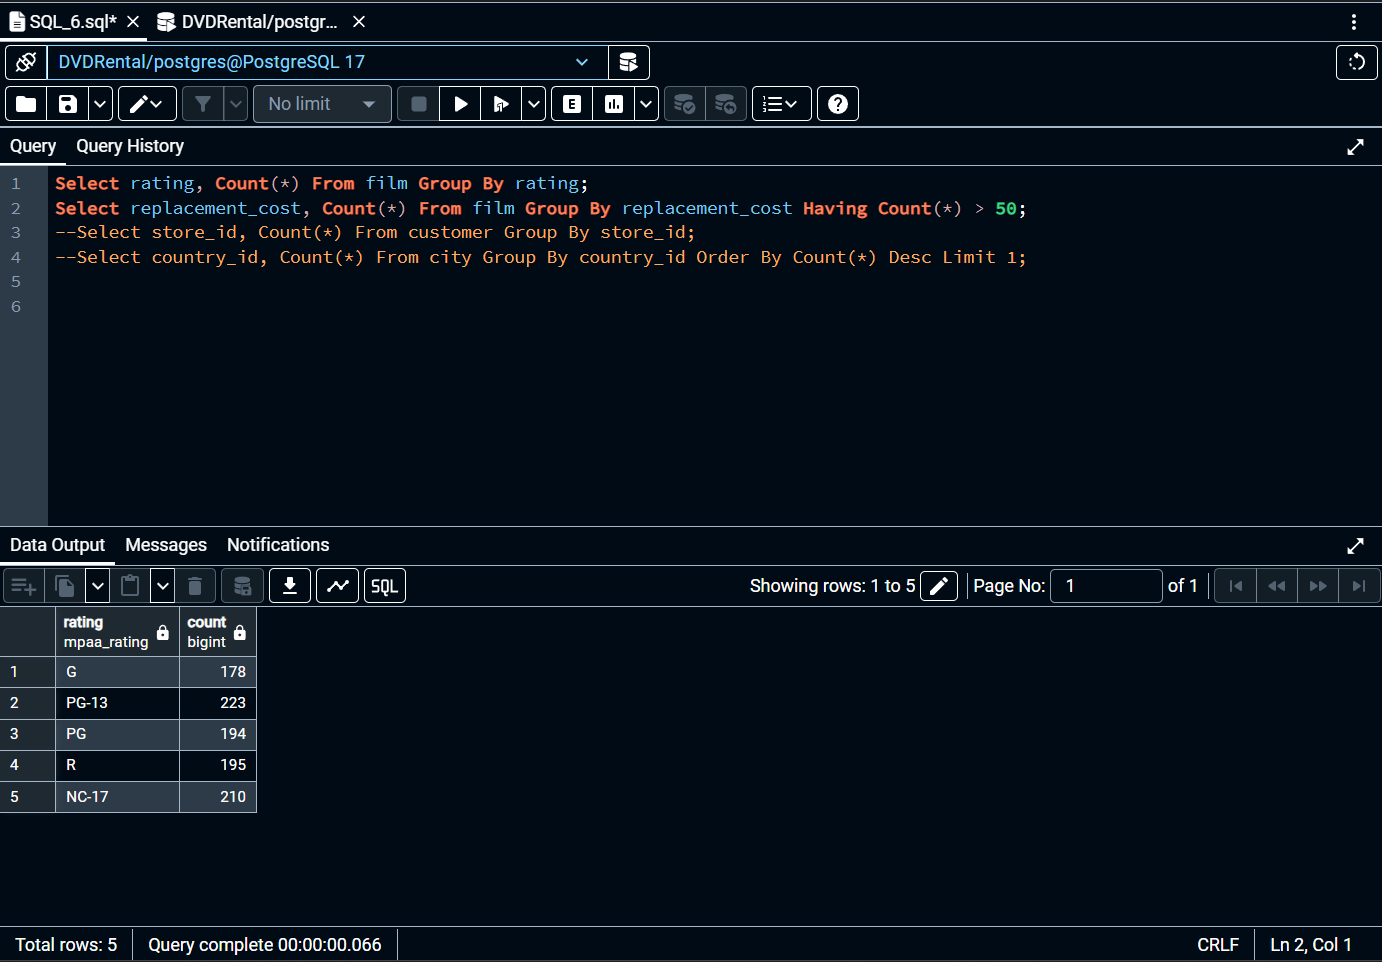 SQL_6.sql* DVDRental/postgr...
DVDRental/postgres@PostgreSQL 17
No limit E
Query Query History
1 Select rating, Count(*) From film Group By rating;
2 Select replacement_cost, Count(*) From film Group By replacement_cost Having Count(*) > 50;
3 --Select store_id, Count(*) From customer Group By store_id;
4 --Select country_id, Count(*) From city Group By country_id Order By Count(*) Desc Limit 1;
5
6
Data Output Messages Notifications
SQL Showing rows: 1 to 5 Page No: 1 of 1
rating count
mpaa_rating bigint
1 G 178
2 PG-13 223
3 PG 194
4 R 195
5 NC-17 210
Total rows: 5 Query complete 00:00:00.066 CRLF Ln 2, Col 1